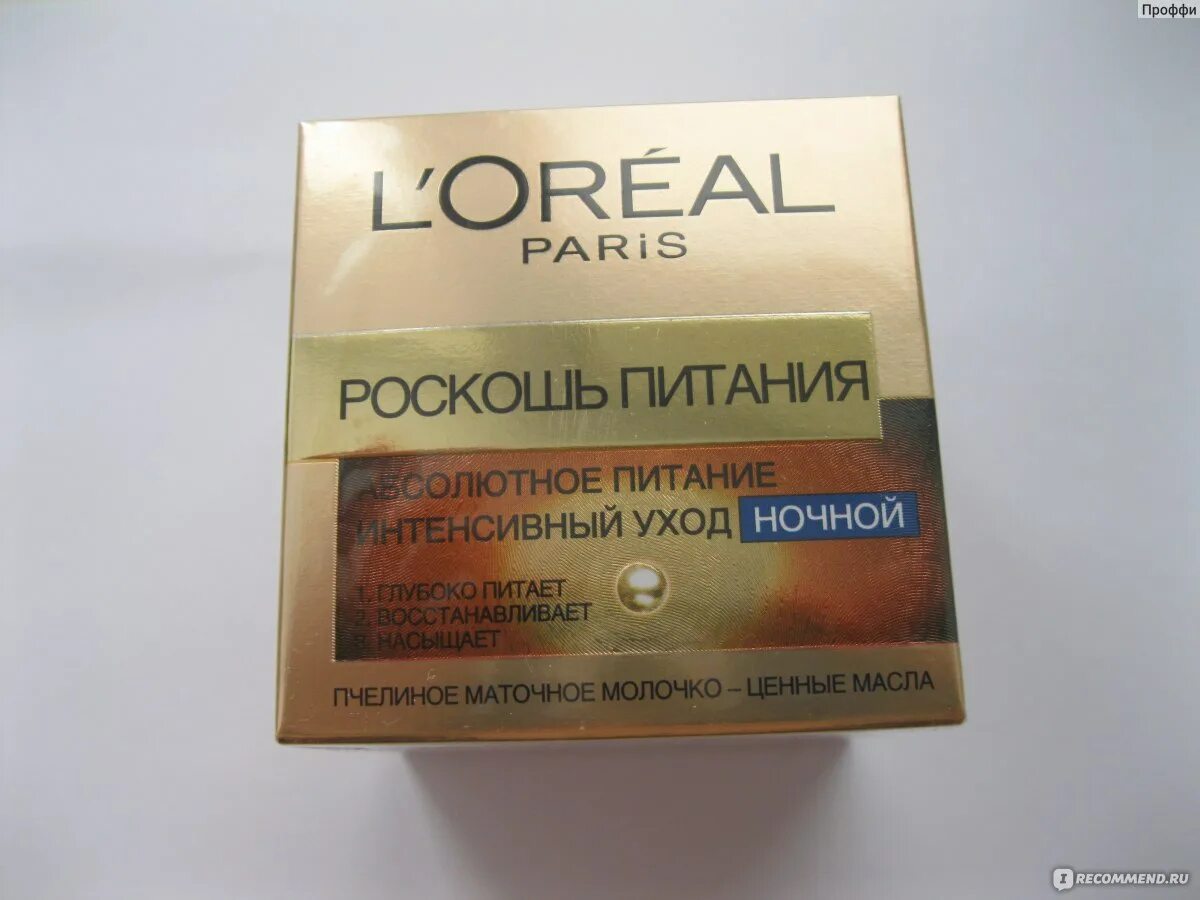 Проффи
L'ORÉAL
PARiS
РОСКОШЬ ПИТАНИЯ
АБСОЛЮТНОЕ ПИТАНИЕ
ИНТЕНСИВНЫЙ УХОД НОЧНОЙ
1. ГЛУБОКО ПИТАЕТ
2. ВОССТАНАВЛИВАЕТ
3. НАСЫЩАЕТ
ПЧЕЛИНОЕ МАТОЧНОЕ МОЛОЧКО – ЦЕННЫЕ МАСЛА
IRECOMMEND.RU